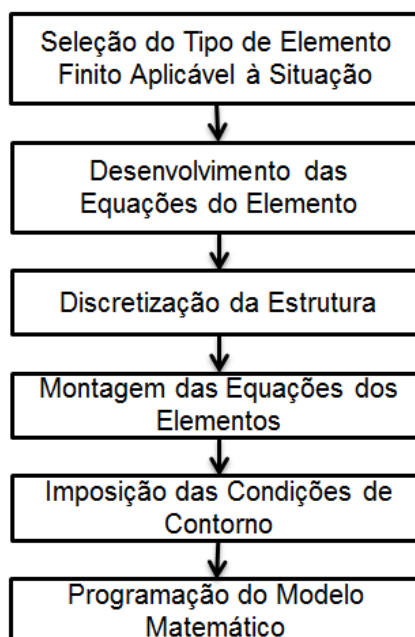 Seleção do Tipo de Elemento
Finito Aplicável à Situação
Desenvolvimento das
Equações do Elemento
Discretização da Estrutura
Montagem das Equações dos
Elementos
Imposição das Condições de
Contorno
Programação do Modelo
Matemático